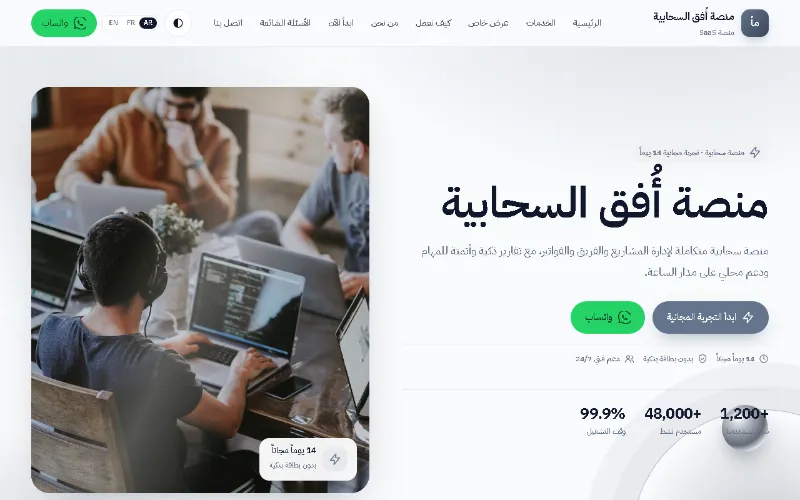 مأ
منصة أُفق السحابية
منصة SaaS
الرئيسية
الخدمات
عرض خاص
كيف نعمل
من نحن
ابدأ الآن
الأسئلة الشائعة
اتصل بنا
AR
FR
EN
واتساب
منصة سحابية · تجربة مجانية 14 يوماً
منصة أُفق السحابية
منصة سحابية متكاملة لإدارة المشاريع والفريق والفواتير، مع تقارير ذكية وأتمتة للمهام
ودعم محلي على مدار الساعة.
ابدأ التجربة المجانية
واتساب
14 يوماً مجاناً
بدون بطاقة بنكية
دعم فني 24/7
1,200+
48,000+
مستخدم نشط
99.9%
وقت التشغيل
14 يوماً مجاناً
بدون بطاقة بنكية